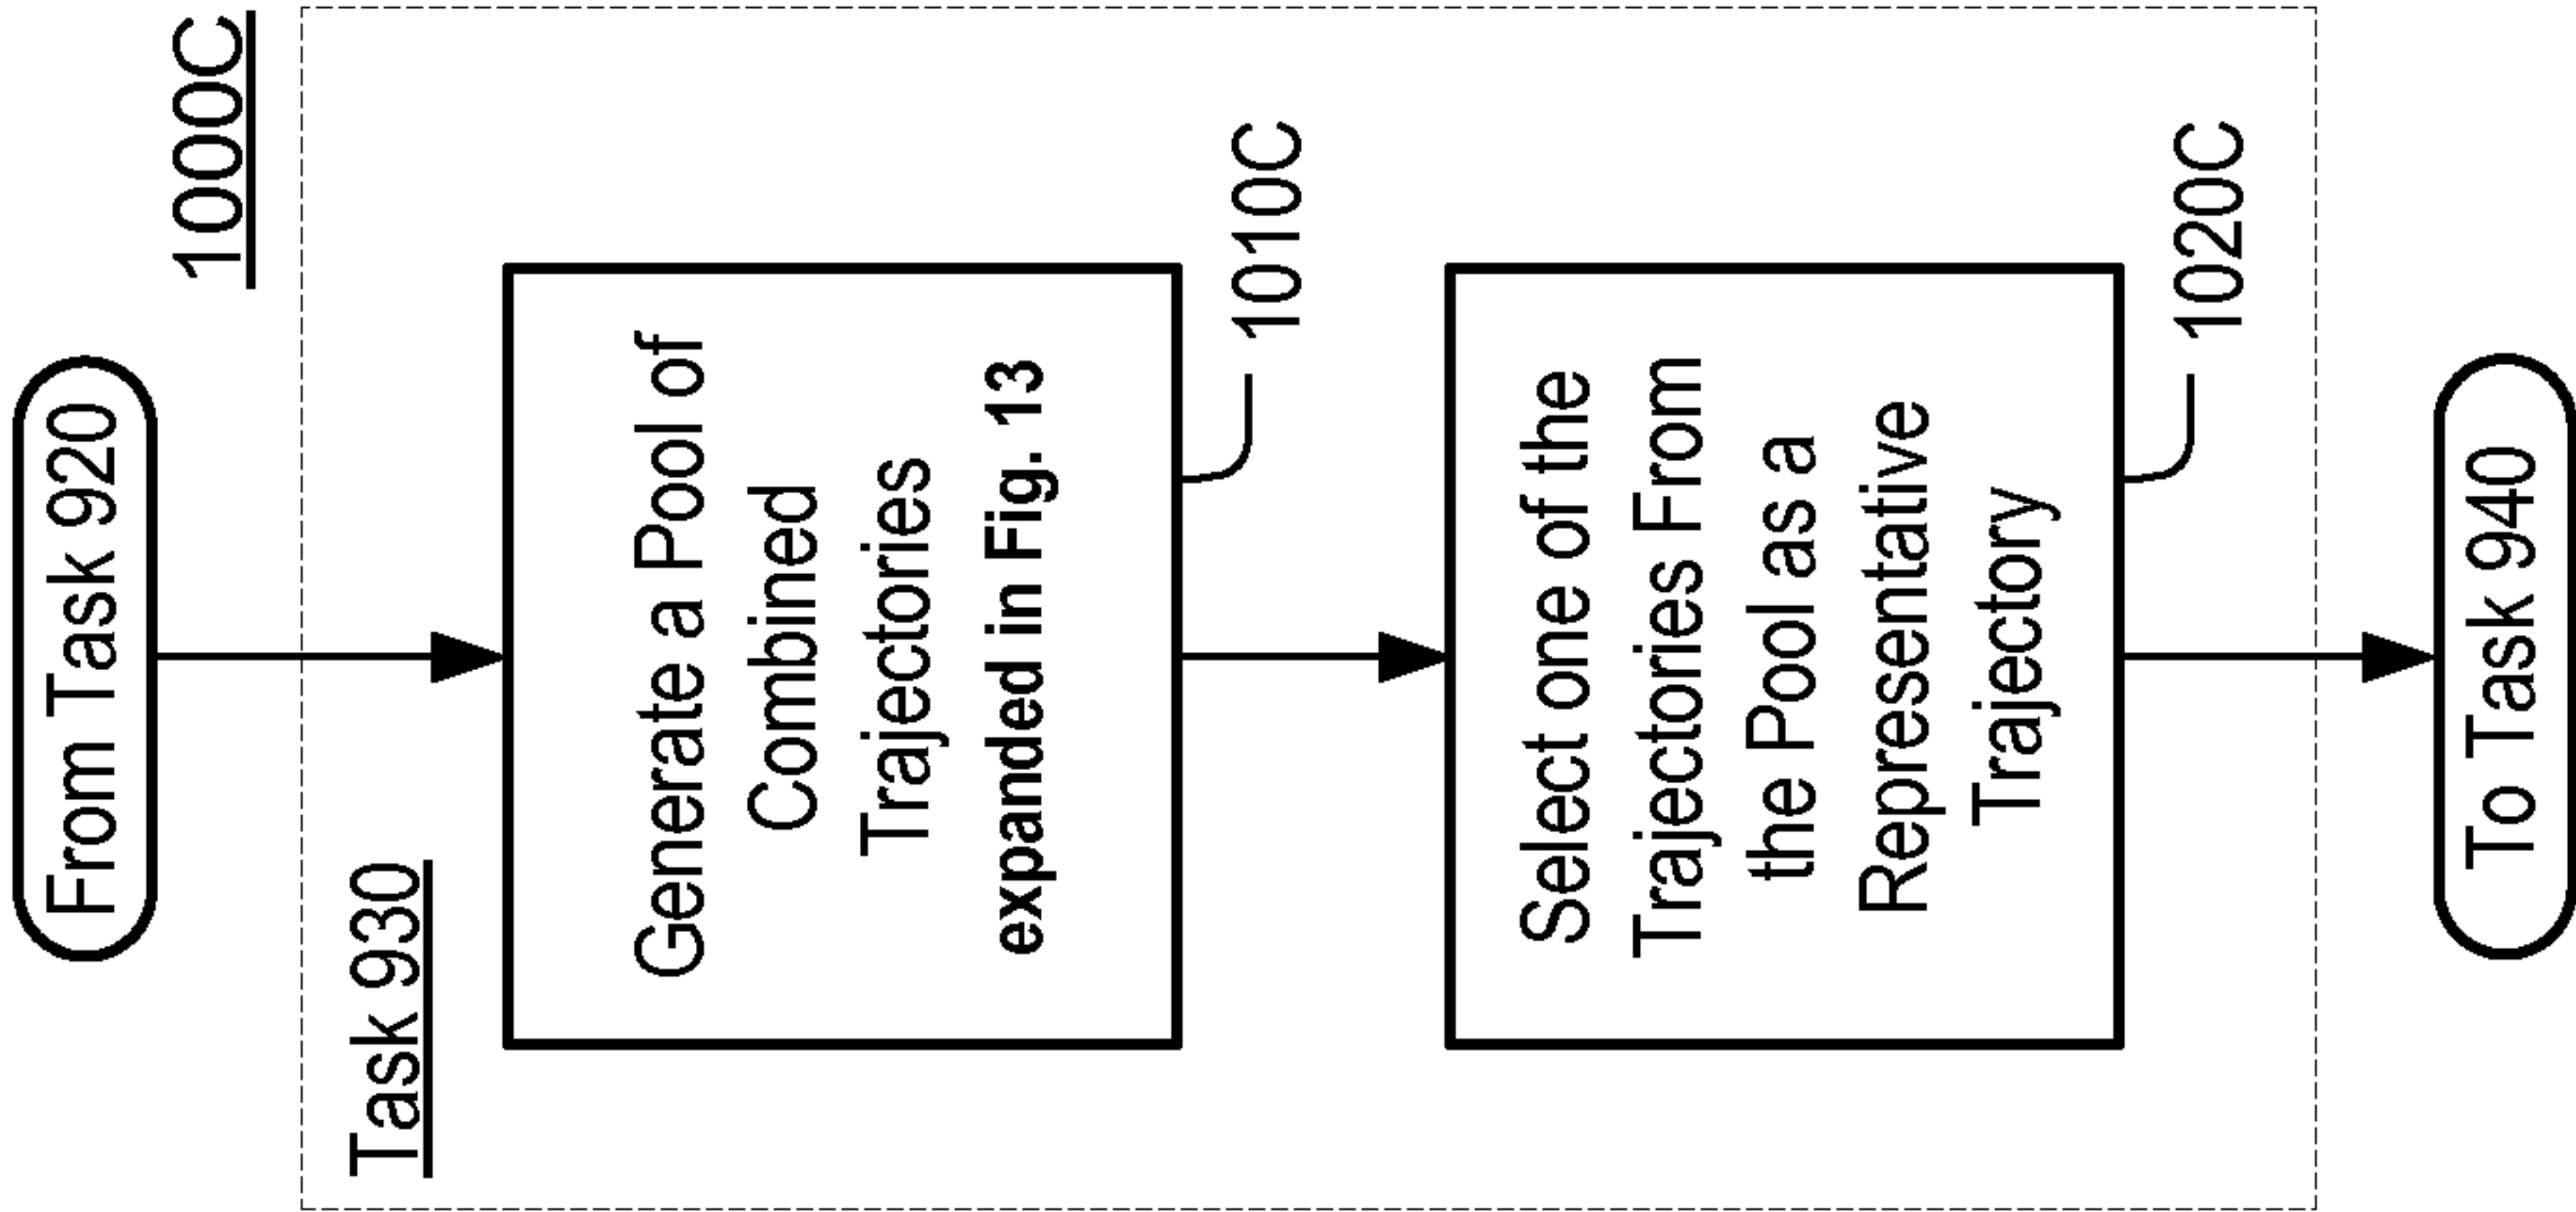 1000C
From Task 920
Task 930
Generate a Pool of
Combined
Trajectories
expanded in Fig. 13
1010C
Select one of the
Trajectories From
the Pool as a
Representative
Trajectory
1020C
To Task 940